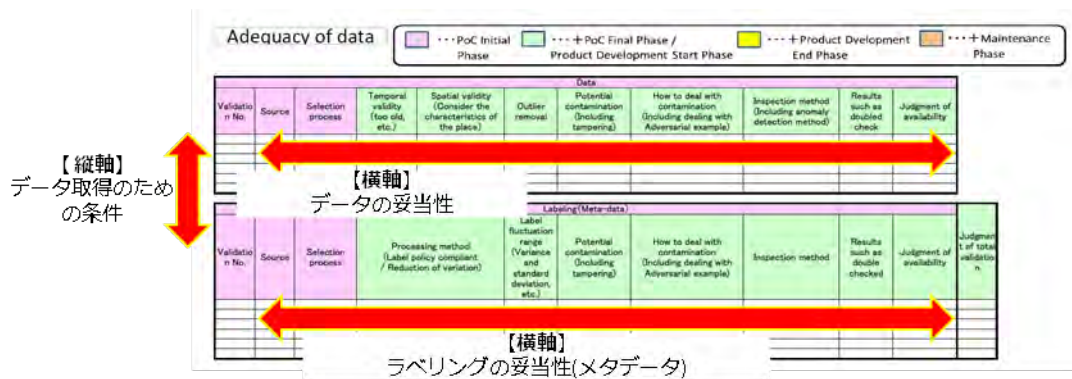 Adequacy of data
･･･PoC Initial
Phase
･･･+PoC Final Phase /
Product Development Start Phase
･･･+Product Dvelopment
End Phase
･･･+Maintenance
Phase
Data
Validatio
n No.
Source
Selection
process
Temporal
validity
(too old,
etc.)
Spatial validity
(Consider the
characteristics of
the place)
Outlier
removal
Potential
contamination
(Including
tampering)
How to deal with
contamination
(Including dealing with
Adversarial example)
Inspection method
(Including anomaly
detection method)
Results
such as
doubled
check
Judgment of
availability
【縦軸】
データ取得のため
の条件
【横軸】
データの妥当性
Labeling(Meta-data)
Validatio
n No.
Source
Selection
process
Processing method
(Label policy compliant
/ Reduction of variation)
Label
fluctuation
range
(Variance
and
standard
deviation,
etc.)
Potential
contamination
(Including
tampering)
How to deal with
contamination
(Including dealing with
Adversarial example)
Inspection method
Results
such as
double
checked
Judgment of
availability
Judgmen
t of total
validatio
n.
【横軸】
ラベリングの妥当性(メタデータ)